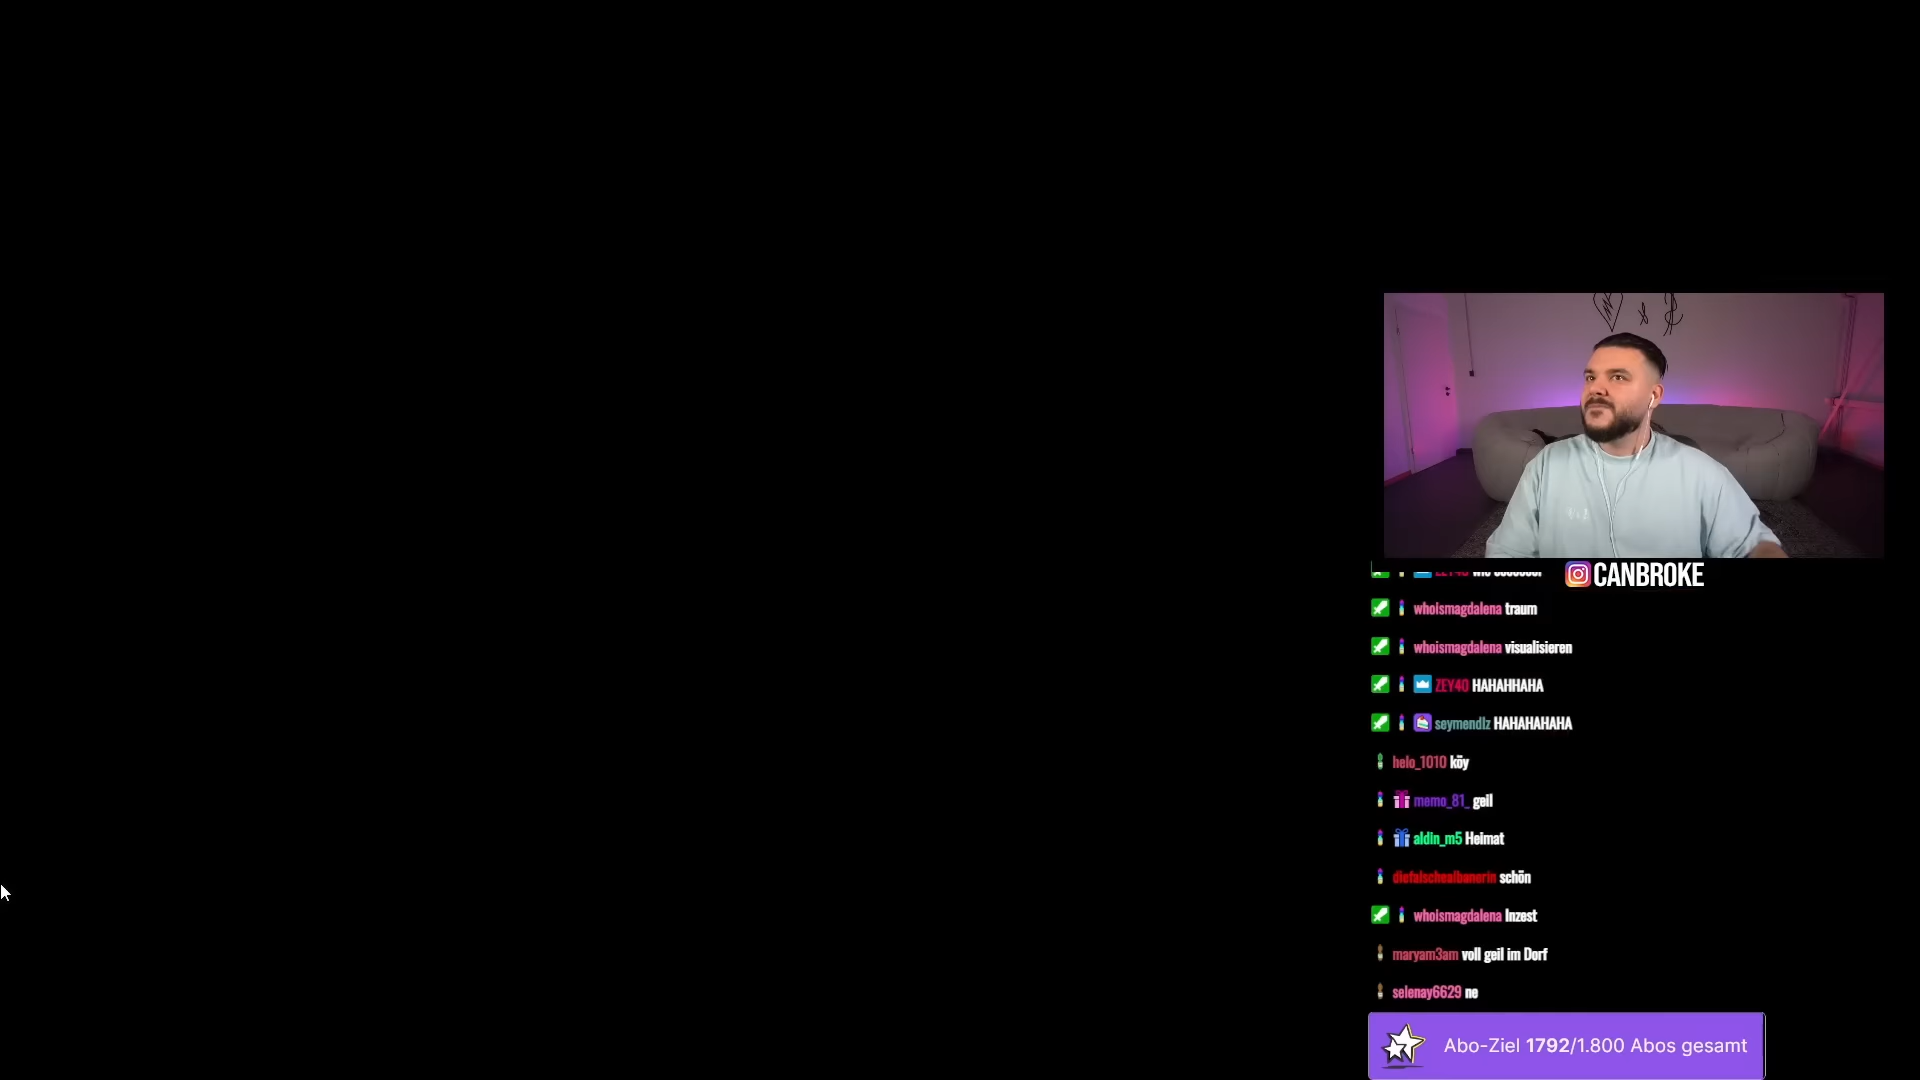 CANBROKE
whoismagdalena traum
whoismagdalena visualisieren
ZEY40 HAHAHHAHA
seymendlz HAHAHAHAHA
helo_1010 köy
memo_81_ geil
aldin_m5 Heimat
diefalschealbanerin schön
whoismagdalena Inzest
maryam3am voll geil im Dorf
selenay6629 ne
Abo-Ziel 1792/1.800 Abos gesamt